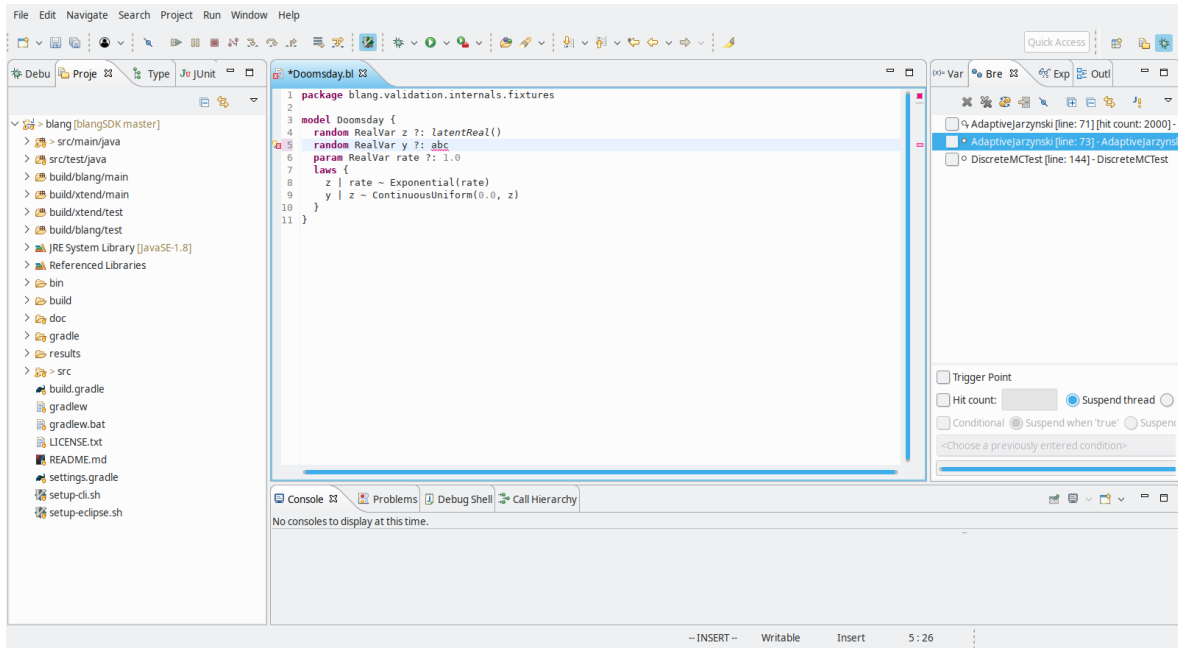 File Edit Navigate Search Project Run Window Help
Quick Access
Debu Proje Type JUnit
blang [blangSDK master]
> src/main/java
src/test/java
build/blang/main
build/xtend/main
build/xtend/test
build/blang/test
JRE System Library [JavaSE-1.8]
Referenced Libraries
bin
build
doc
gradle
results
> src
build.gradle
gradlew
gradlew.bat
LICENSE.txt
README.md
settings.gradle
setup-cli.sh
setup-eclipse.sh
*Doomsday.bl
1 package blang.validation.internals.fixtures
2
3 model Doomsday {
4 random RealVar z ?: latentReal()
5 random RealVar y ?: abc
6 param RealVar rate ?: 1.0
7 laws {
8 z | rate ~ Exponential(rate)
9 y | z ~ ContinuousUniform(0.0, z)
10 }
11 }
Var Bre Exp Outl
AdaptiveJarzynski [line: 71] [hit count: 2000] -
AdaptiveJarzynski [line: 73] - AdaptiveJarzynsl
DiscreteMCTest [line: 144] - DiscreteMCTest
Trigger Point
Hit count: Suspend thread
Conditional Suspend when 'true' Suspen
<Choose a previously entered condition>
Console Problems Debug Shell Call Hierarchy
No consoles to display at this time.
-- INSERT -- Writable Insert 5 : 26